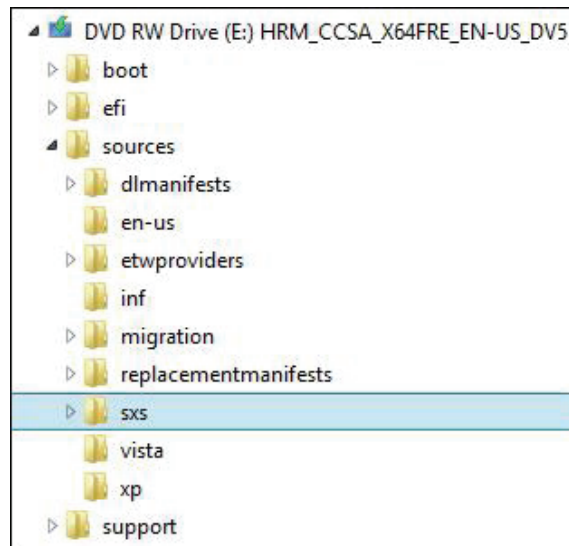 DVD RW Drive (E:) HRM_CCSA_X64FRE_EN-US_DV5
boot
efi
sources
dlmanifests
en-us
etwproviders
inf
migration
replacementmanifests
sxs
vista
xp
support